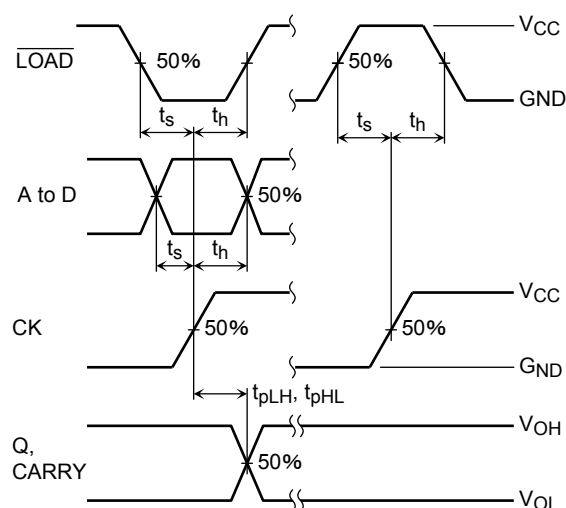 VCC
LOAD
50%
50%
GND
ts
th
ts
th
A to D
50%
ts
th
VCC
CK
50%
50%
GND
tpLH, tpHL
VOH
Q,
CARRY
50%
VOL